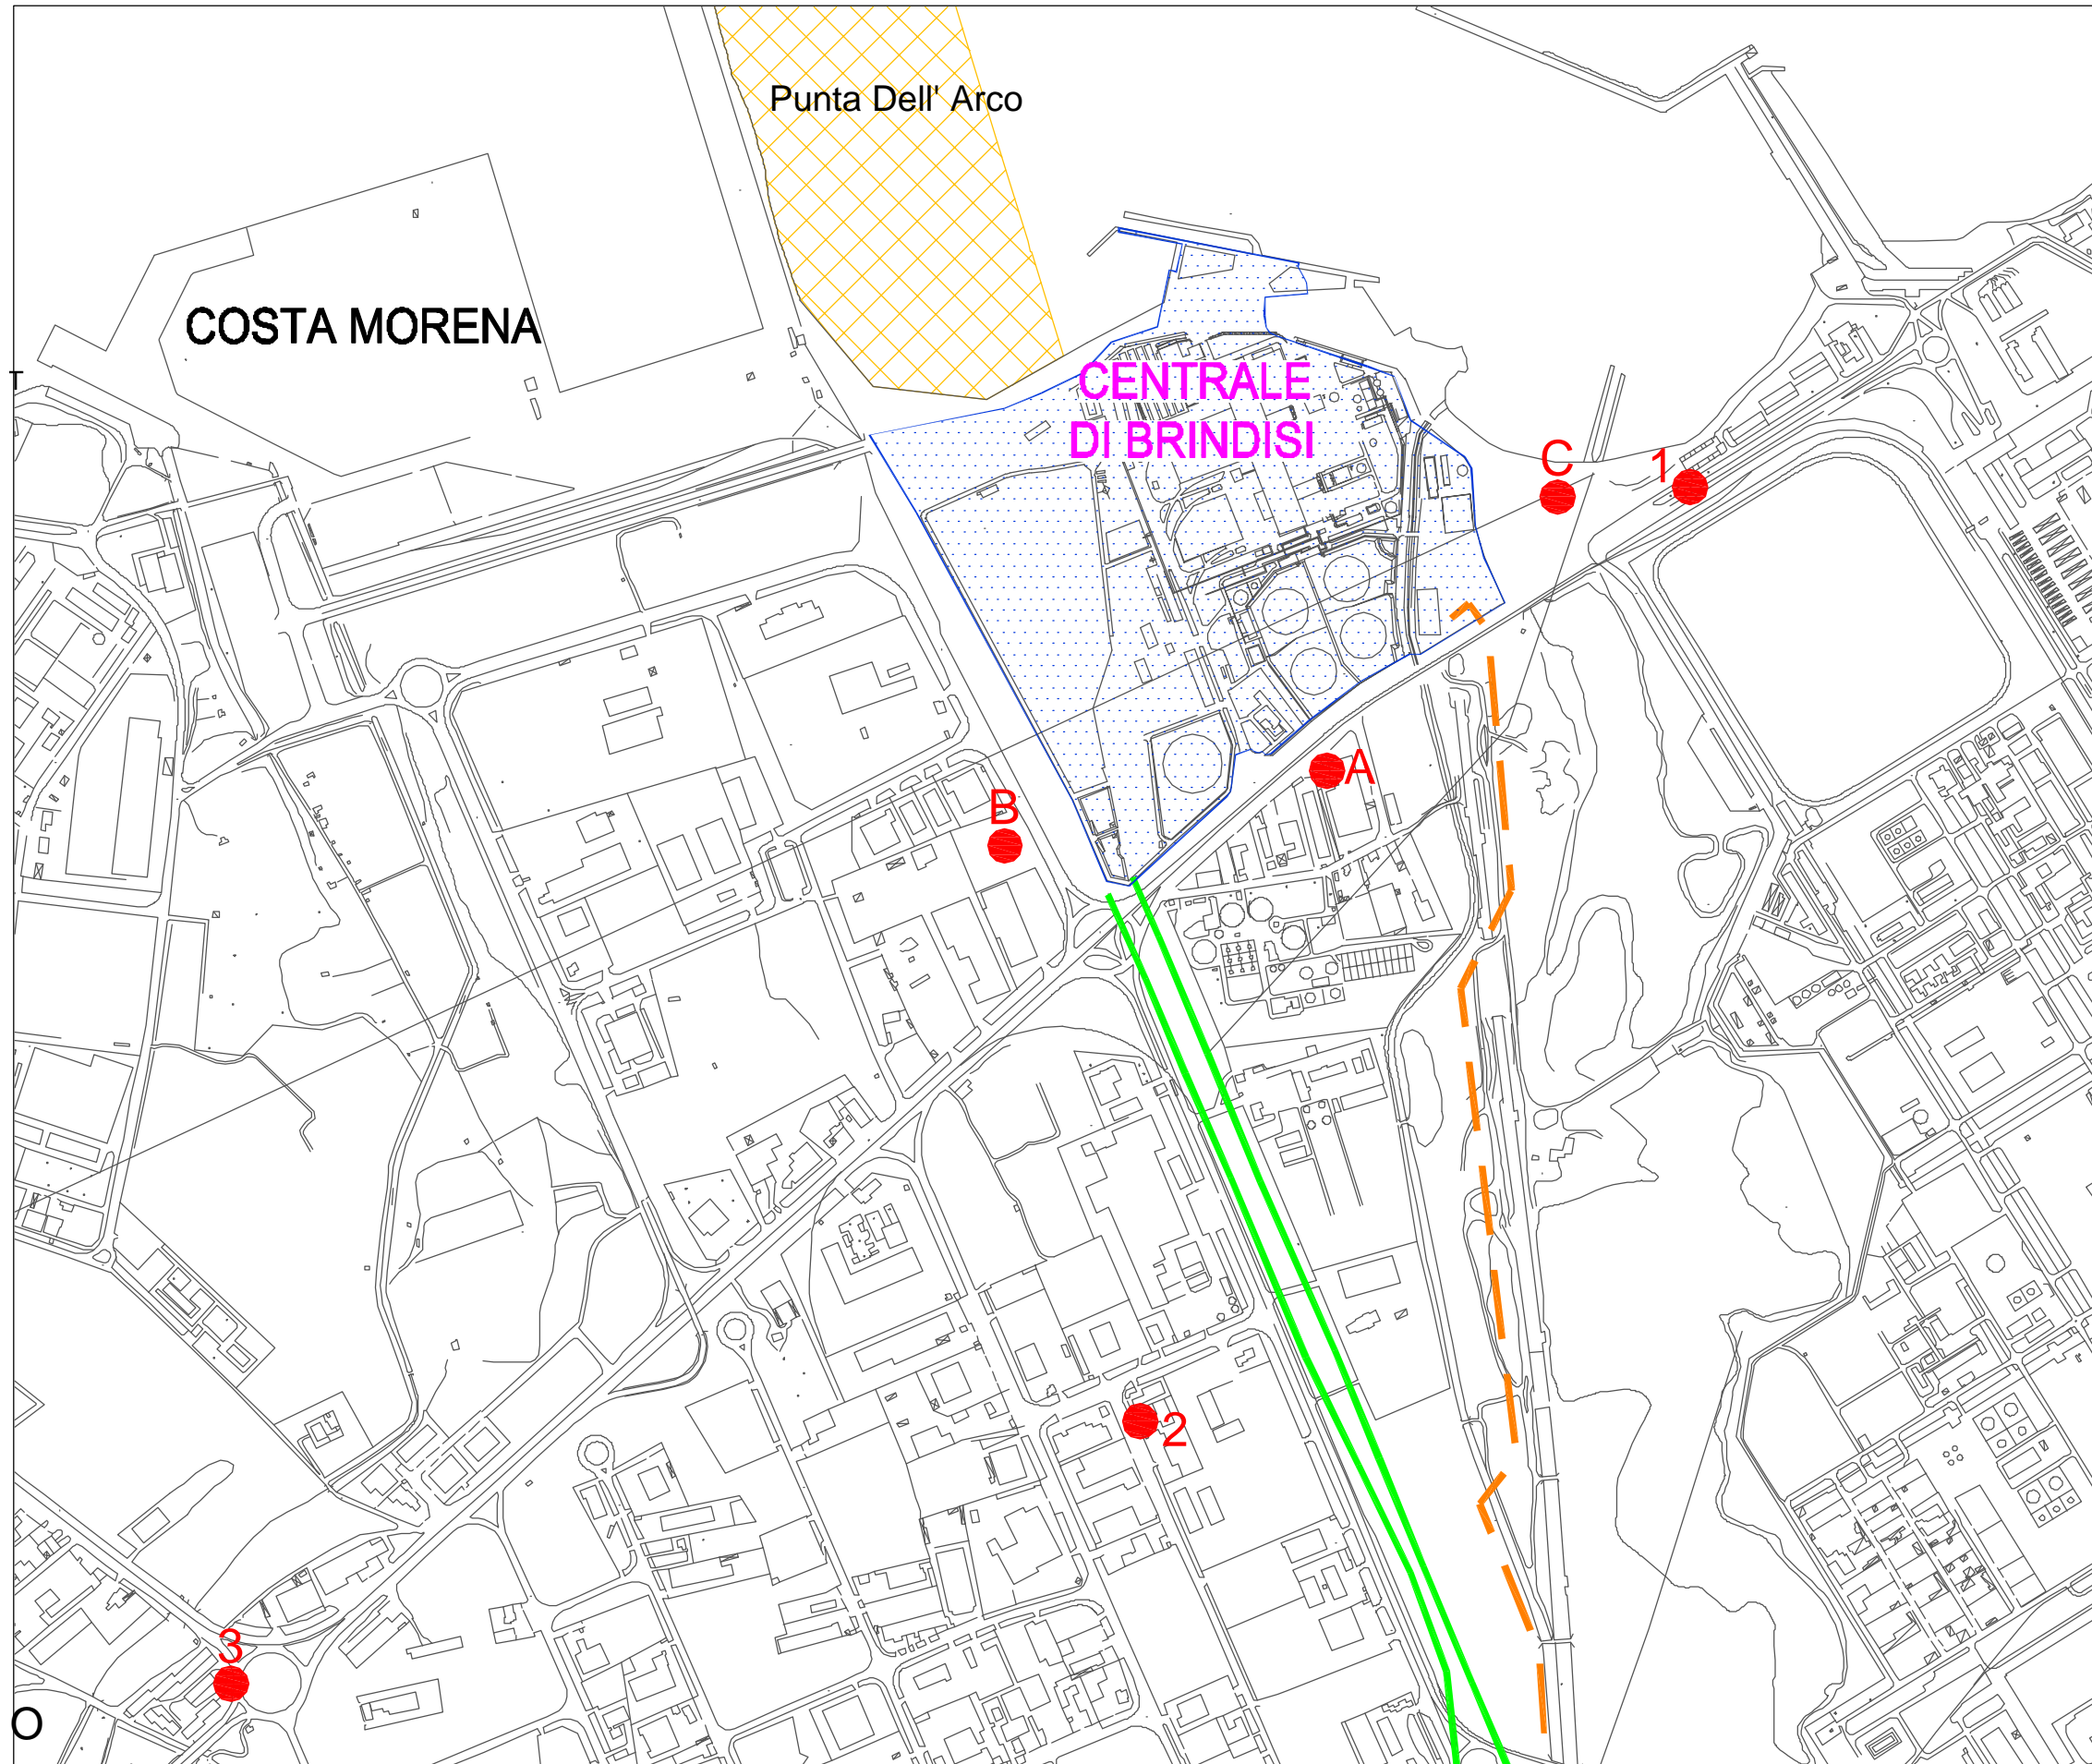 Punta Dell' Arco
COSTA MORENA
T
CENTRALE
DI BRINDISI
C
1
A
B
2
3
O